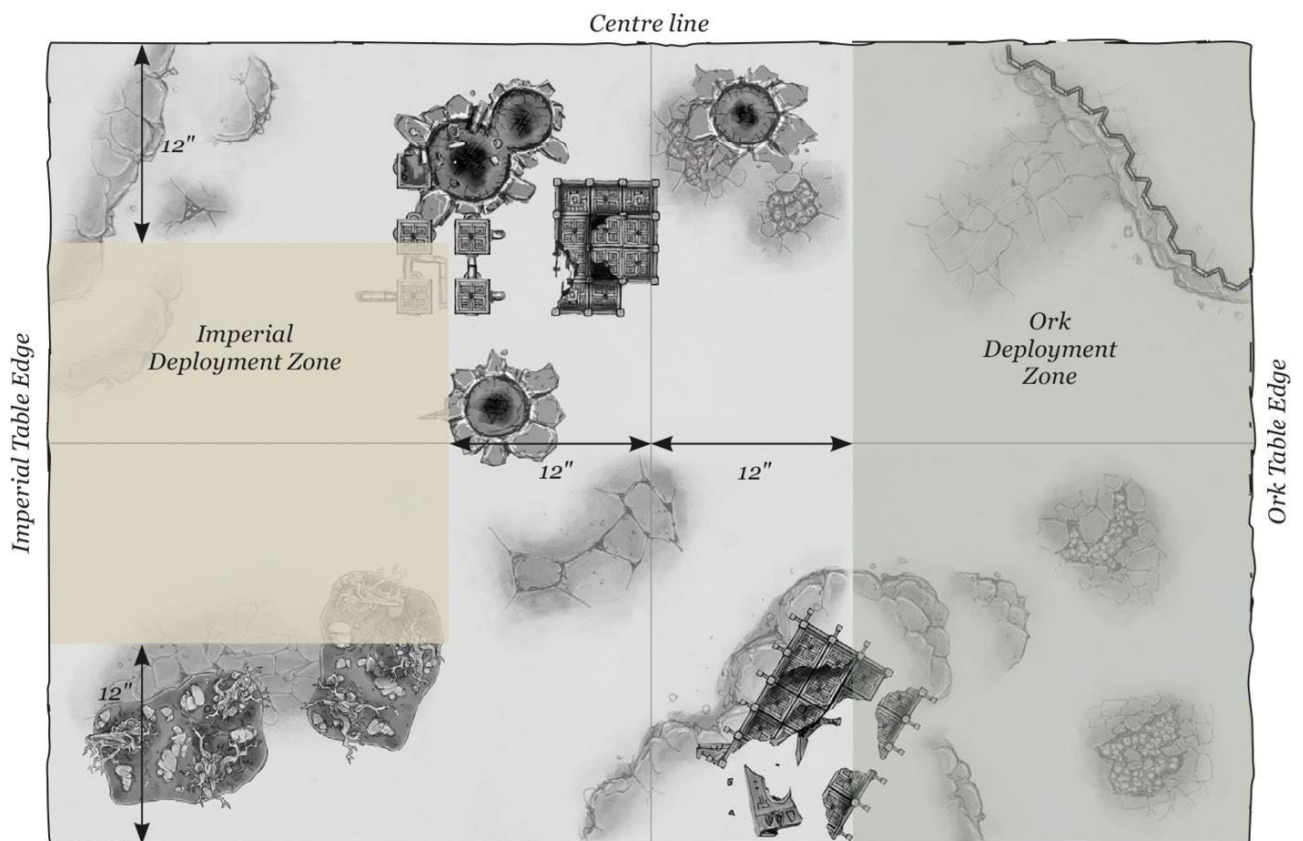 Centre line
12"
Imperial
Deployment Zone
Ork
Deployment
Zone
Imperial Table Edge
Ork Table Edge
12"
12"
12"